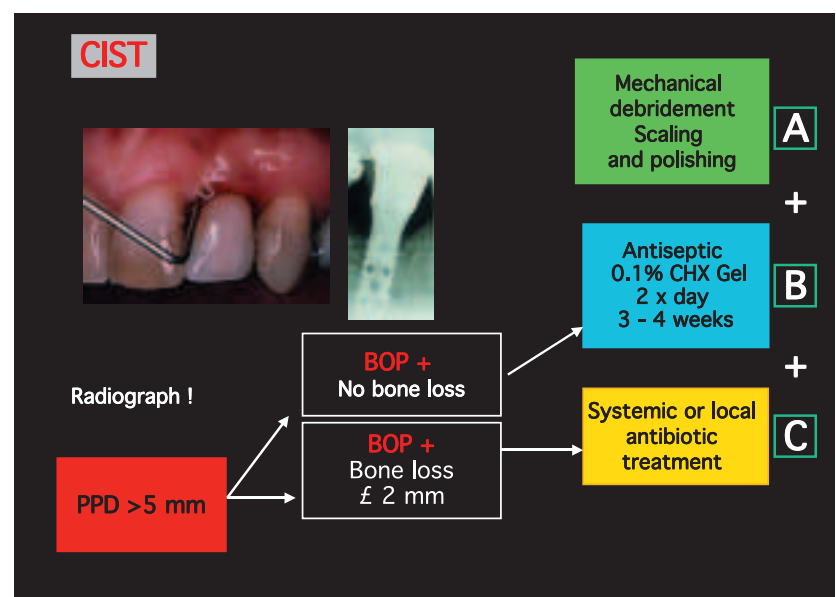 CIST
Mechanical
debridement
Scaling
and polishing
A
+
Antiseptic
0.1% CHX Gel
2 x day
3 - 4 weeks
B
+
BOP +
No bone loss
Radiograph !
Systemic or local
antibiotic
treatment
C
BOP +
Bone loss
£ 2 mm
PPD >5 mm